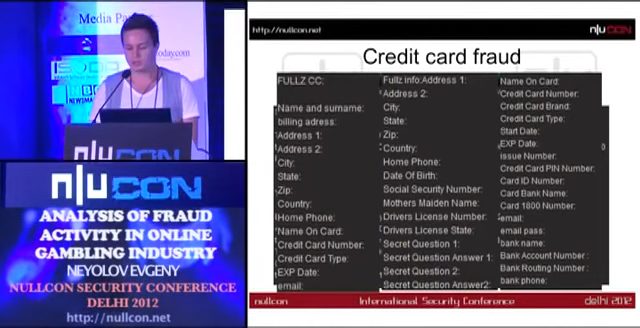 Media Pa
oday.com
n|u
CON
ANALYSIS OF FRAUD
ACTIVITY IN ONLINE
GAMBLING INDUSTRY
NEYOLOV EVGENY
NULLCON SECURITY CONFERENCE
DELHI 2012
http://nullcon.net
http://nullcon.net
n|u CON
Credit card fraud
FULLZ CC:
Name and surname:
billing adress:
Address 1:
Address 2:
City:
State:
Zip:
Country:
Home Phone:
Name On Card:
Credit Card Number:
Credit Card Type:
EXP Date:
email:
Fullz info:Address 1:
Address 2:
City:
State:
Zip:
Country:
Home Phone:
Date Of Birth:
Social Security Number:
Mothers Maiden Name:
Drivers License Number:
Drivers License State:
Secret Question 1:
Secret Question Answer 1:
Secret Question 2:
Secret Question Answer2:
Name On Card:
Credit Card Number:
Credit Card Brand:
Credit Card Type:
Start Date:
EXP Date:
issue Number:
Credit Card PIN Number:
Card ID Number:
Card Bank Name:
Card 1800 Number:
email:
email pass:
bank name:
Bank Account Number :
Bank Routing Number :
bank phone:
nullcon
International Security Conference
delhi 2012